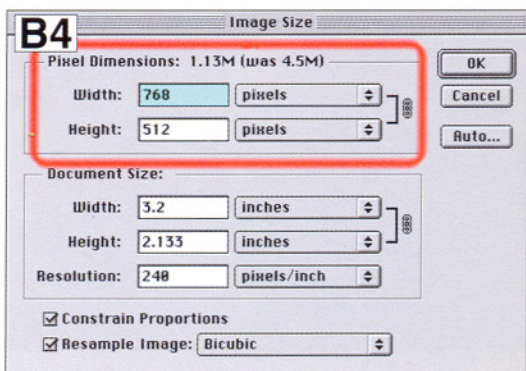 B4
Image Size
Pixel Dimensions: 1.13M (was 4.5M)
Width: 768 pixels
Height: 512 pixels
OK
Cancel
Auto...
Document Size:
Width: 3.2 inches
Height: 2.133 inches
Resolution: 240 pixels/inch
Constrain Proportions
Resample Image: Bicubic